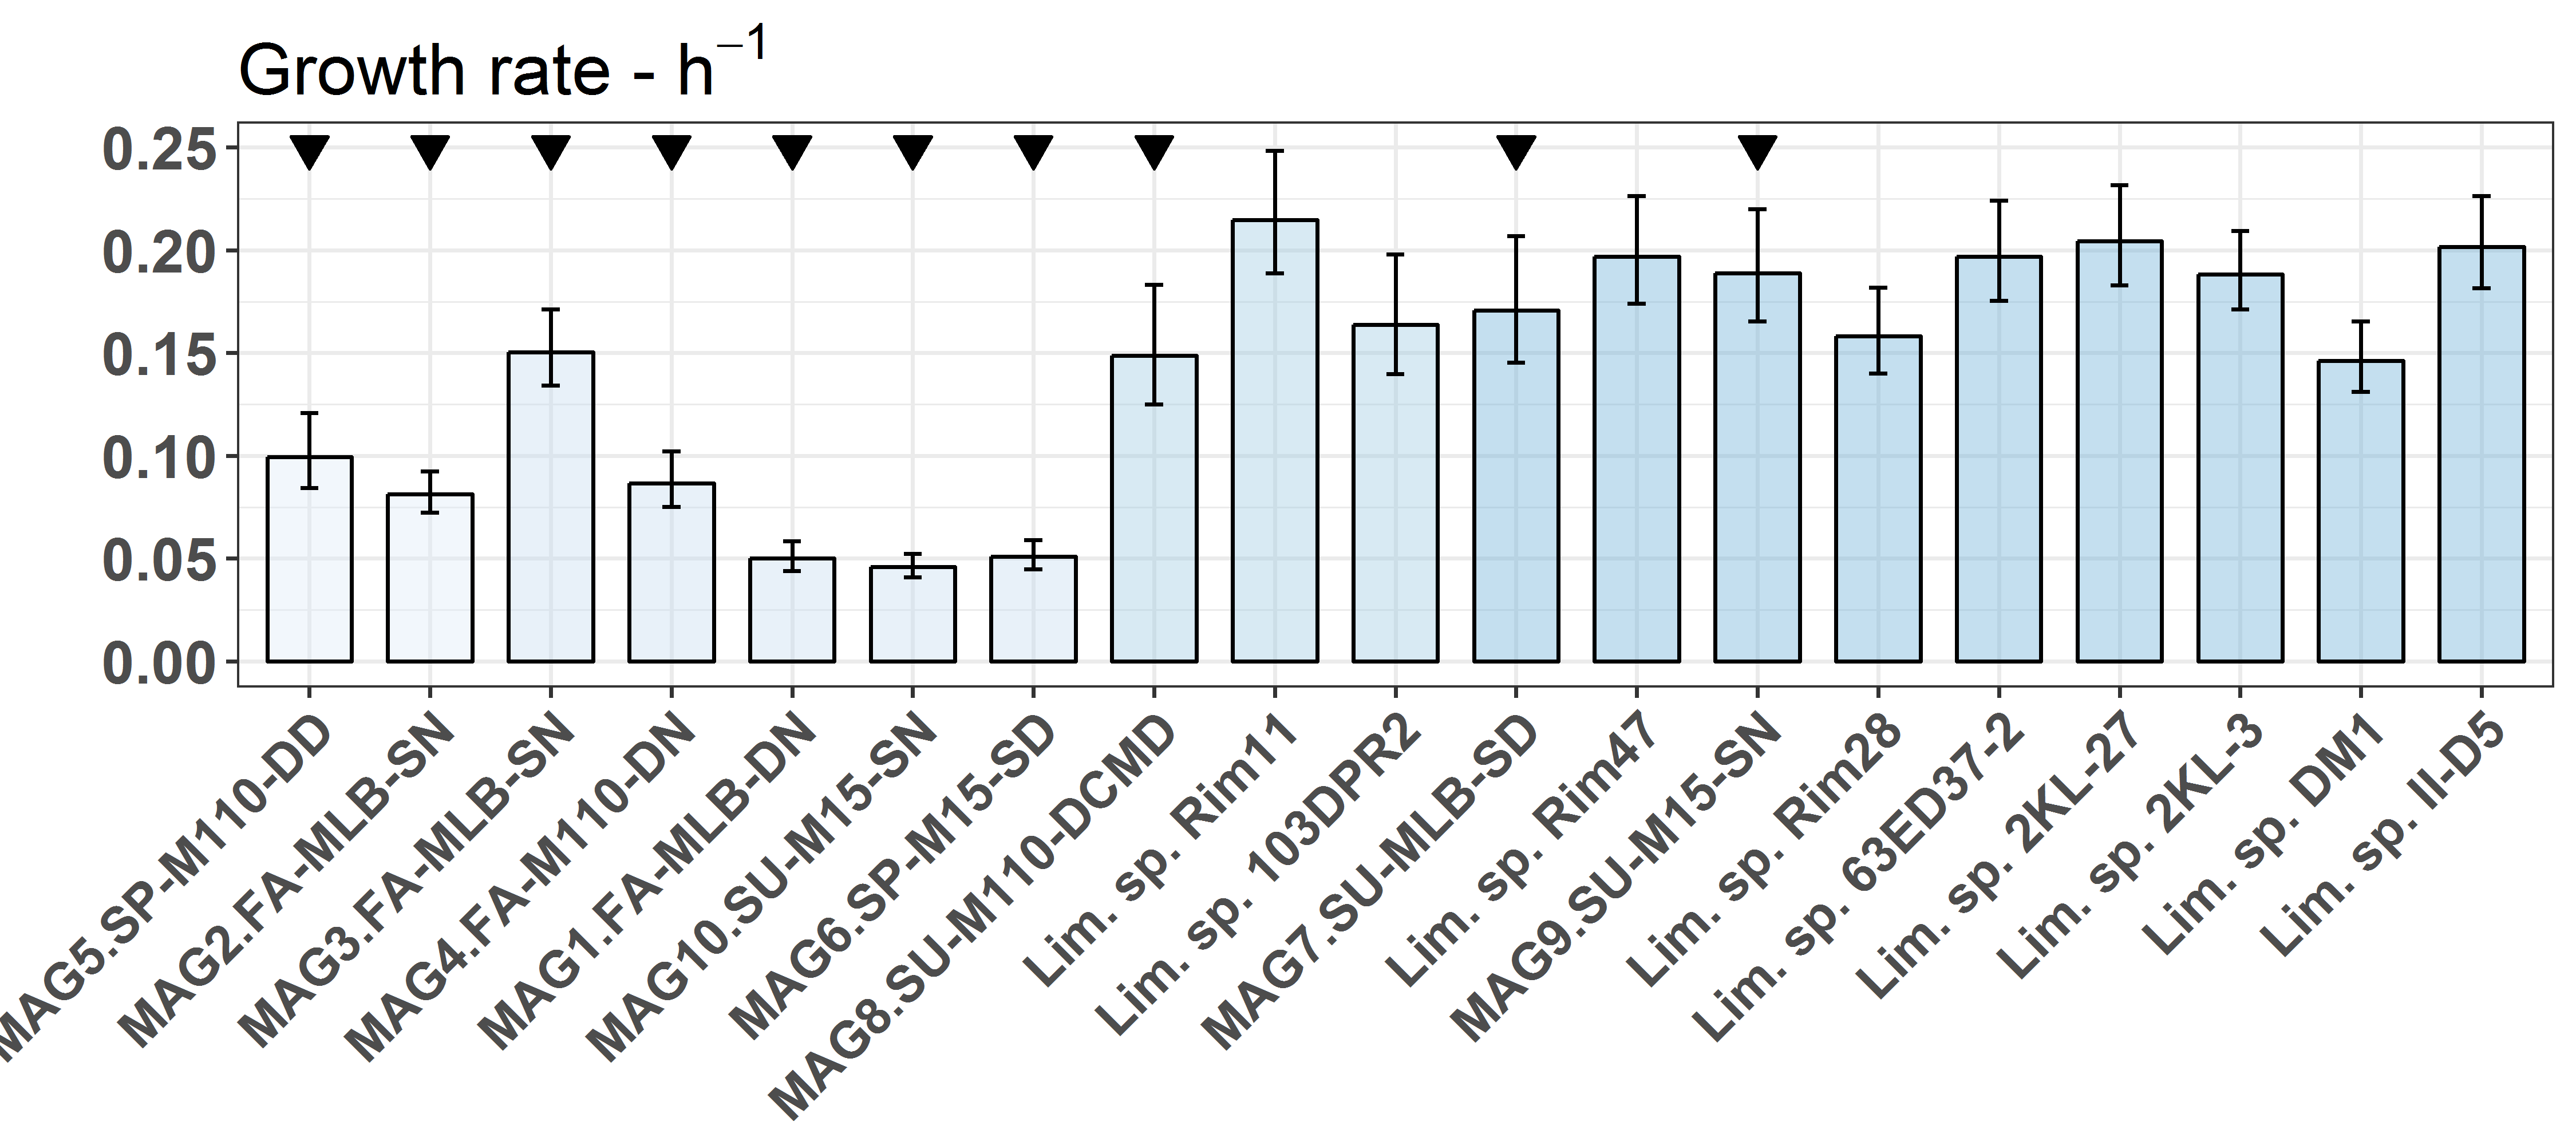 Growth rate - h⁻¹
0.25
0.20
0.15
0.10
0.05
0.00
MAG5.SP-M110-DD
MAG2.FA-MLB-SN
MAG3.FA-MLB-SN
MAG4.FA-M110-DN
MAG1.FA-MLB-DN
MAG10.SU-M15-SN
MAG6.SP-M15-SD
MAG8.SU-M110-DCMD
Lim. sp. Rim11
Lim. sp. 103DPR2
MAG7.SU-MLB-SD
Lim. sp. Rim47
MAG9.SU-M15-SN
Lim. sp. Rim28
Lim. sp. 63ED37-2
Lim. sp. 2KL-27
Lim. sp. 2KL-3
Lim. sp. DM1
Lim. sp. II-D5